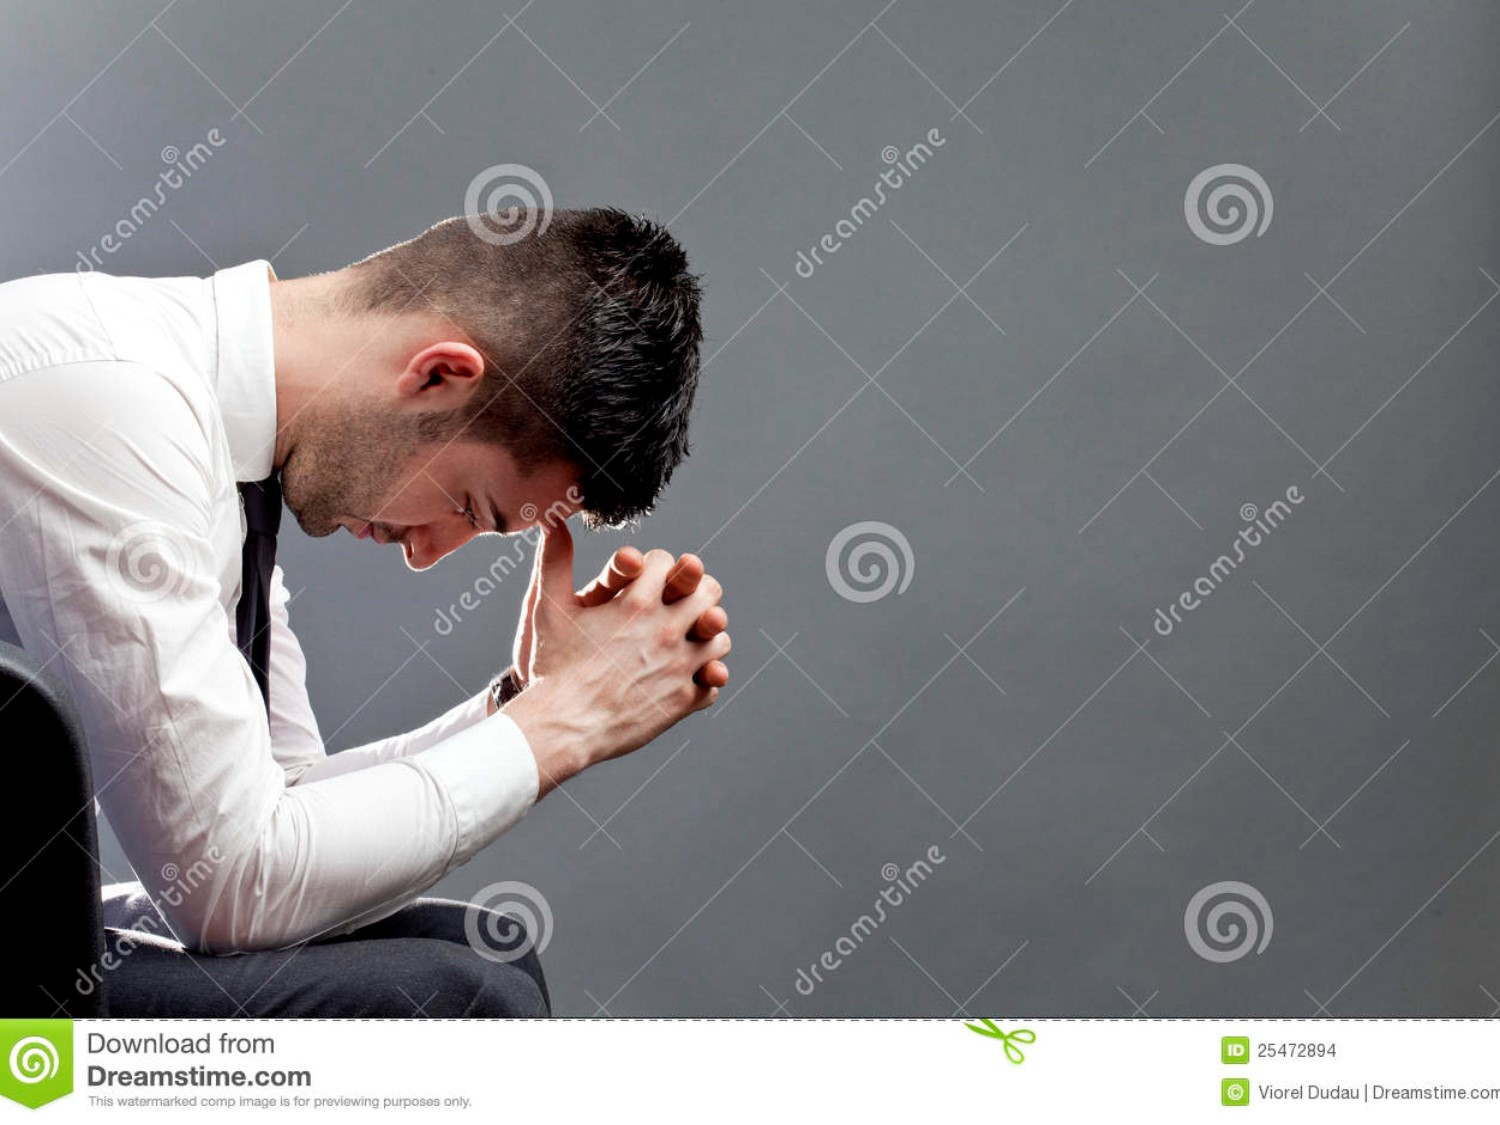 dreamstime
dreamstime
dreamstime
dreamstime
dreamstime
dreamstime
Download from
Dreamstime.com
This watermarked comp image is for previewing purposes only.
ID 25472894
© Viorel Dudau | Dreamstime.com